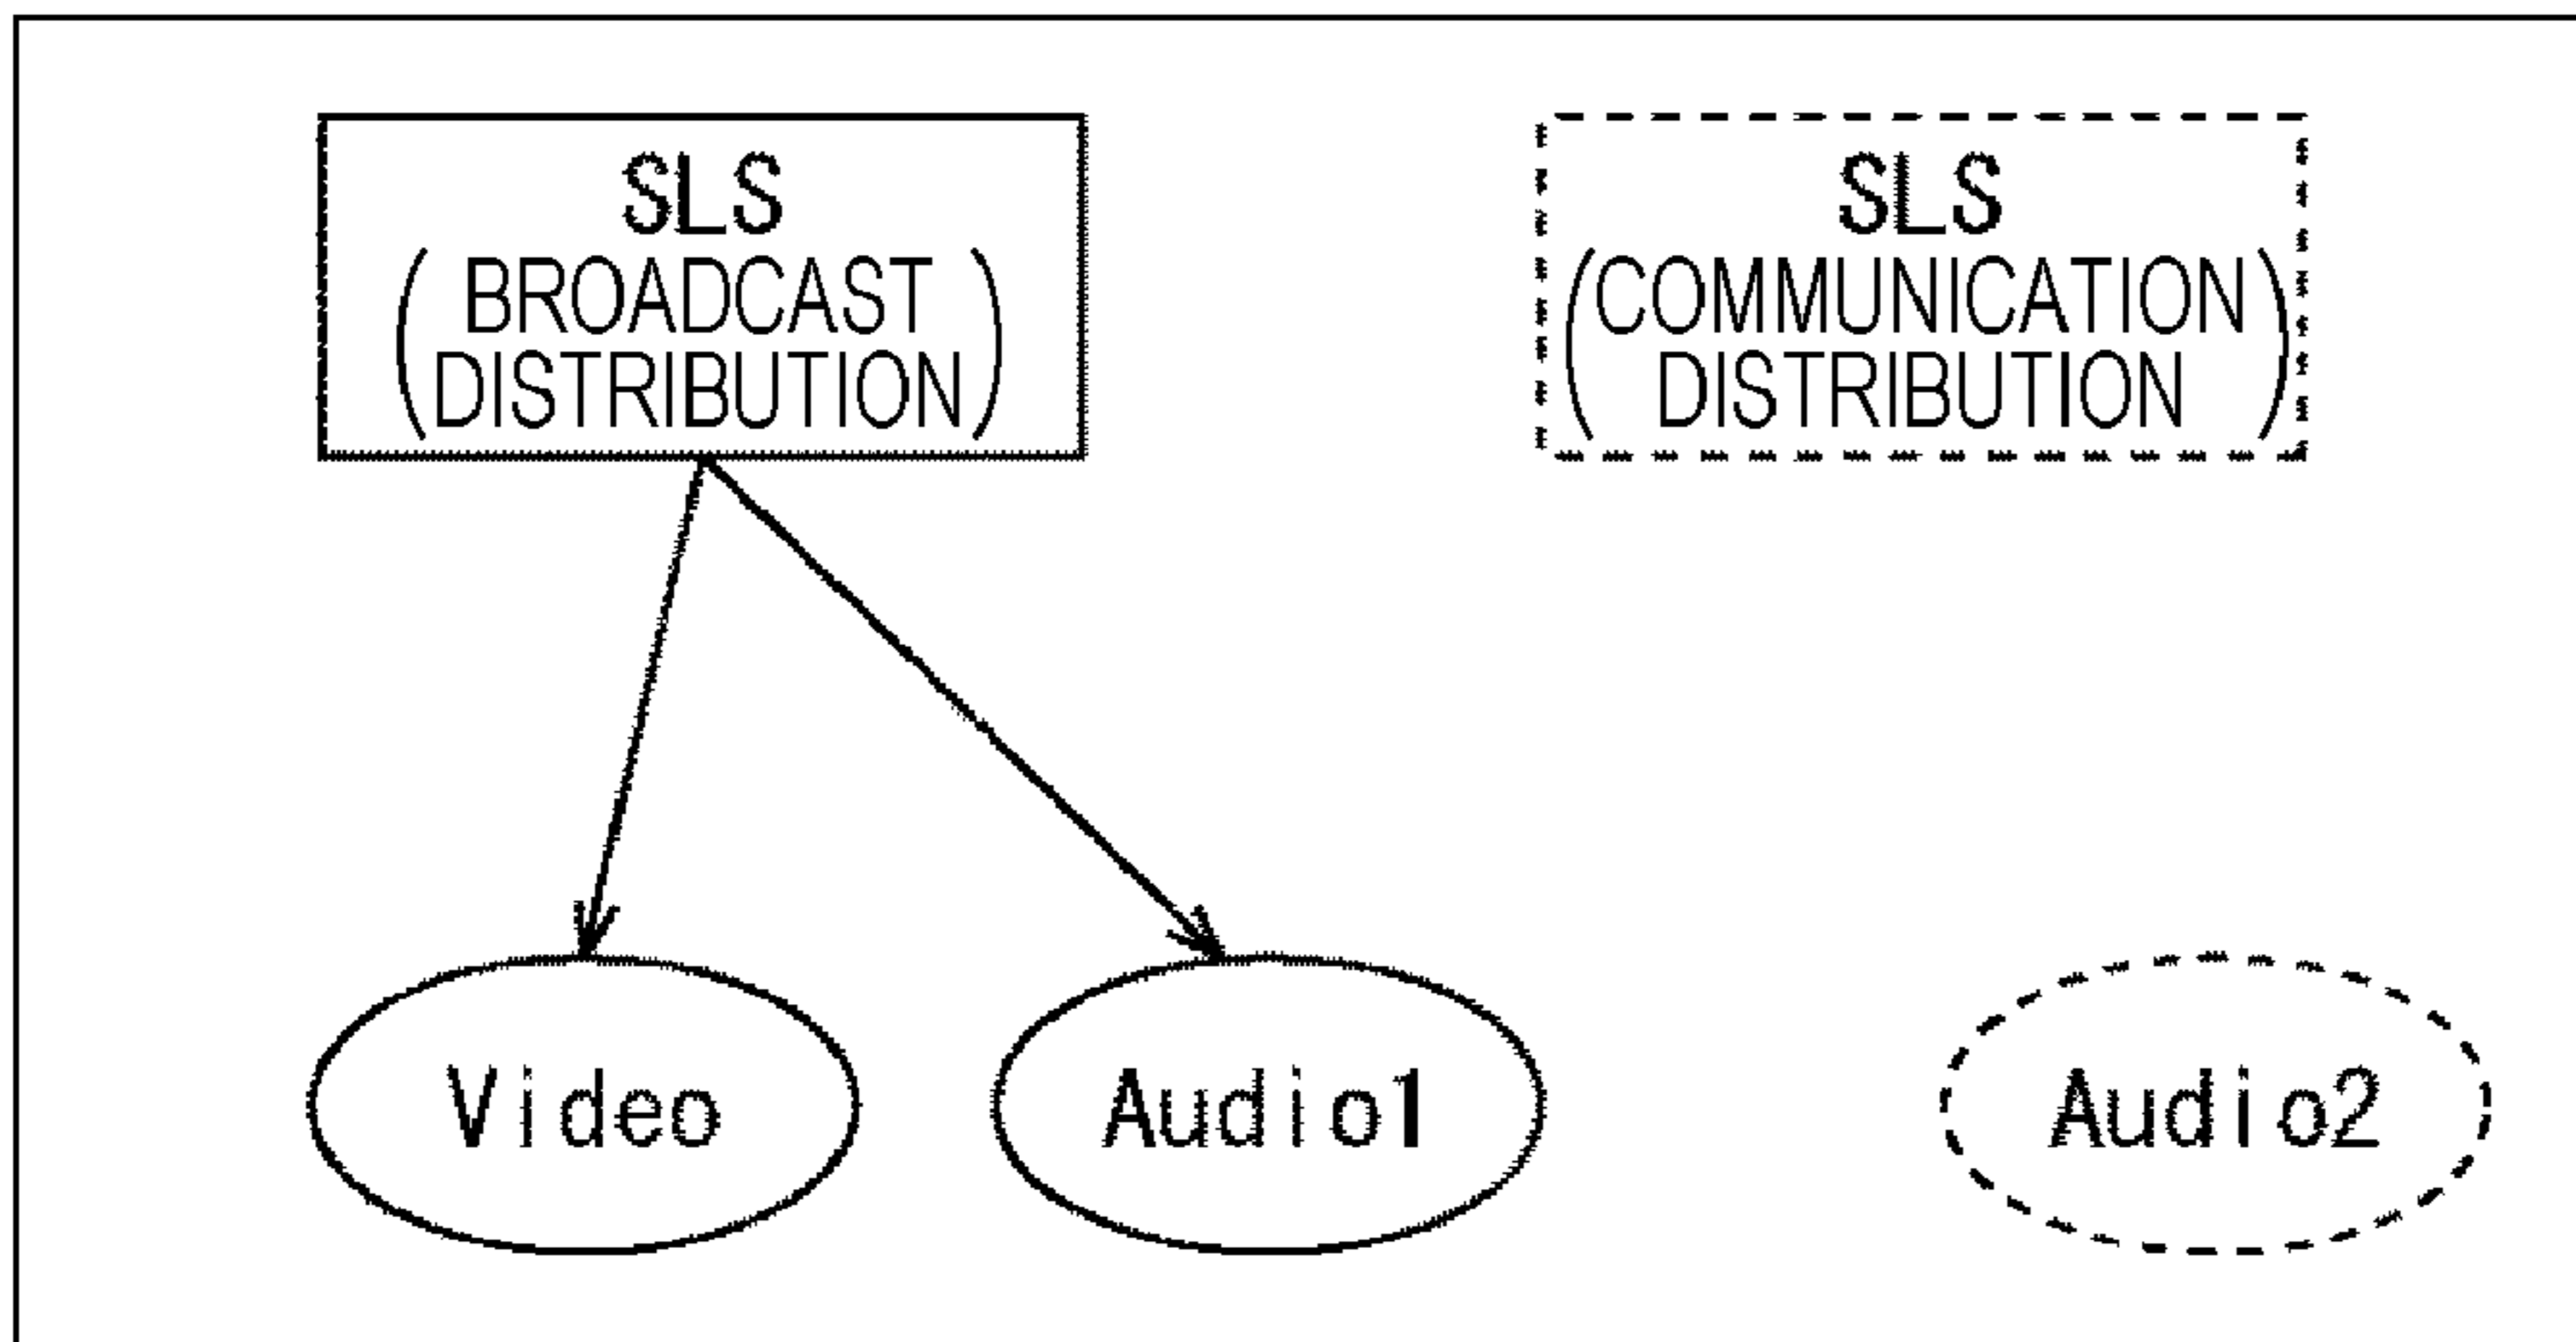 SLS
(BROADCAST
DISTRIBUTION)
SLS
(COMMUNICATION
DISTRIBUTION)
Video
Audio1
Audio2